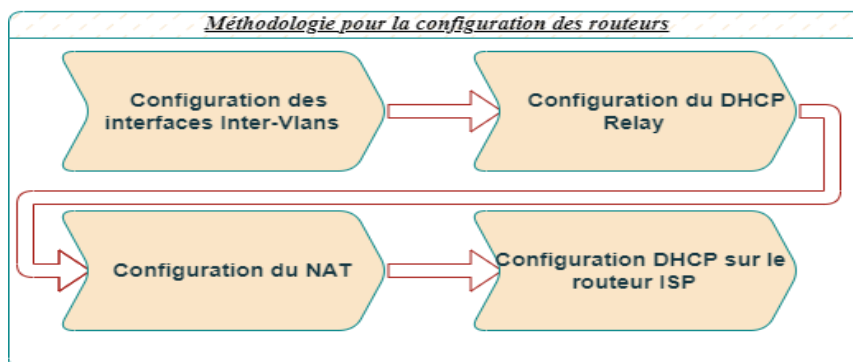 Méthodologie pour la configuration des routeurs
Configuration des
interfaces Inter-Vlans
Configuration du DHCP
Relay
Configuration du NAT
Configuration DHCP sur le
routeur ISP